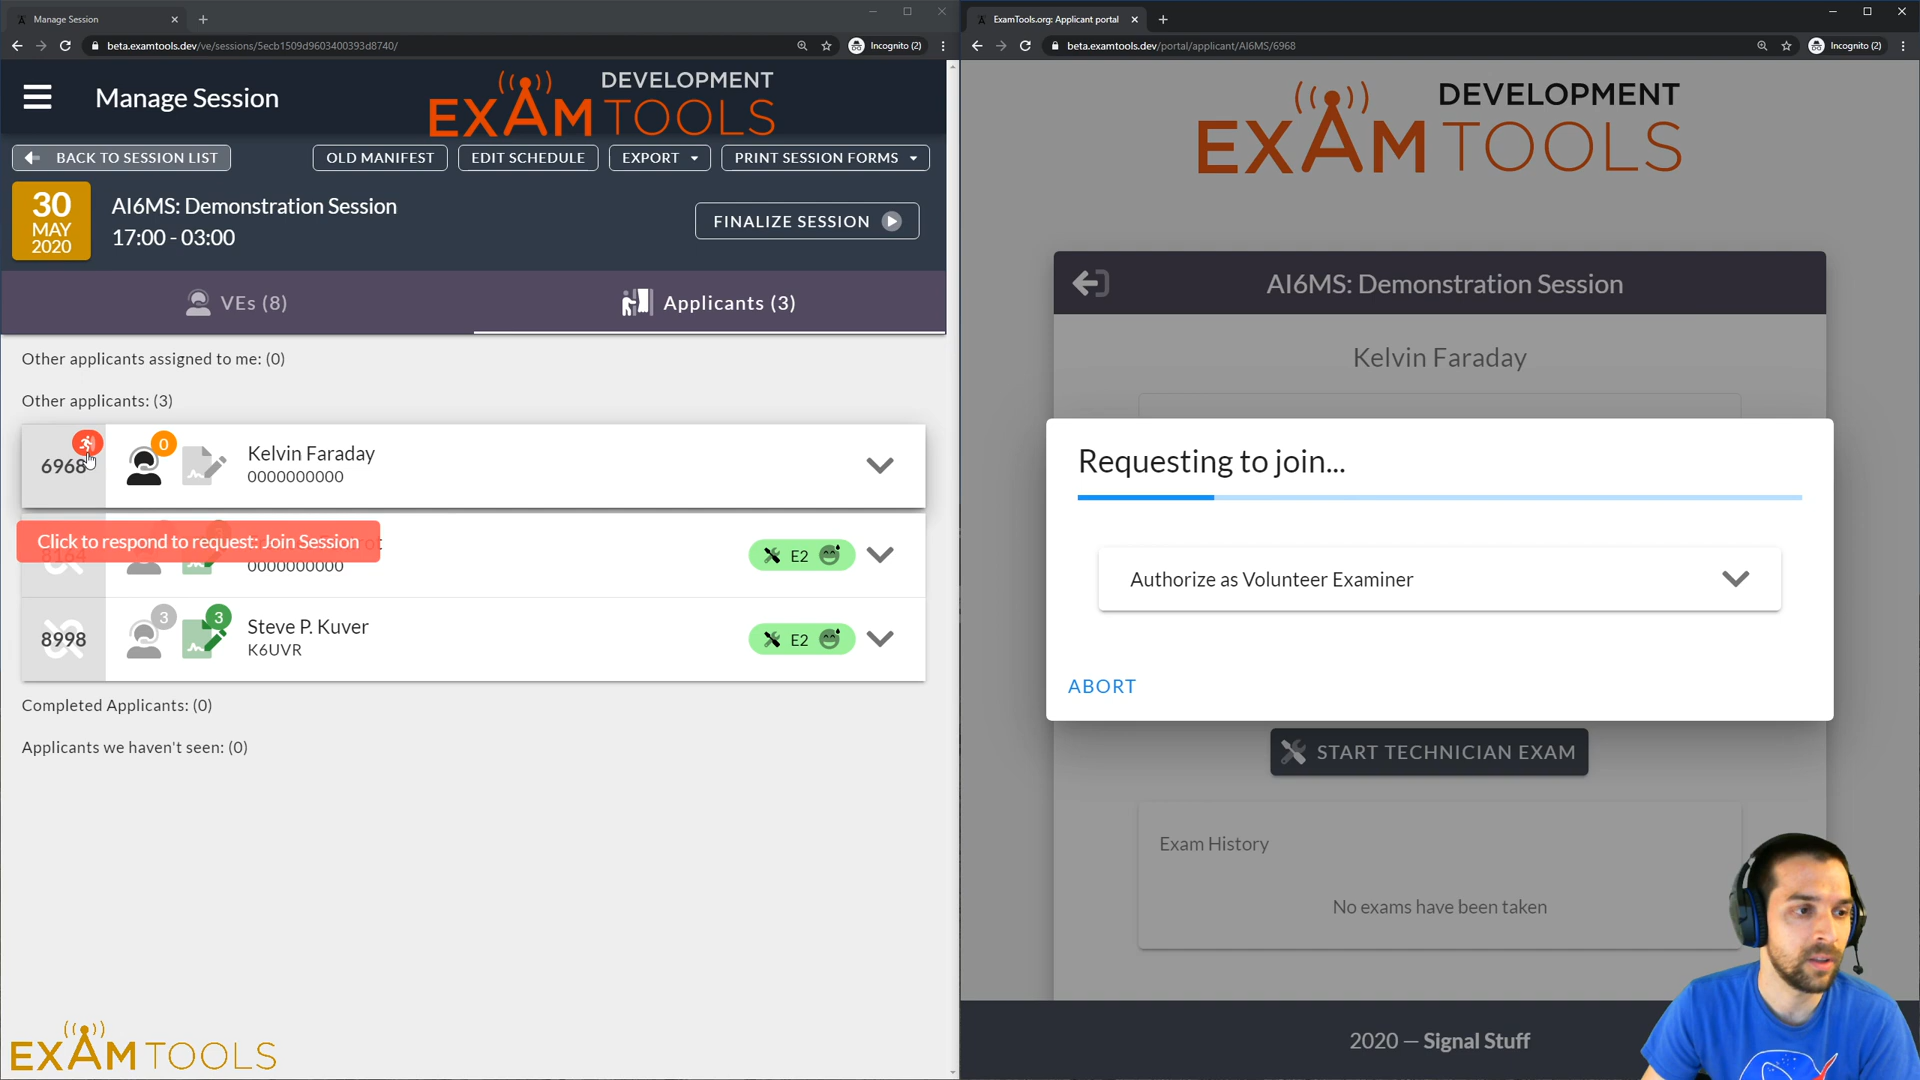 Manage Session
beta.examtools.dev/ve/sessions/5ecb1509d9603400393d8740/
Incognito (2)
Manage Session
DEVELOPMENT
EXAMTOOLS
BACK TO SESSION LIST
OLD MANIFEST
EDIT SCHEDULE
EXPORT
PRINT SESSION FORMS
30
MAY
2020
AI6MS: Demonstration Session
17:00 - 03:00
FINALIZE SESSION
VEs (8)
Applicants (3)
Other applicants assigned to me: (0)
Other applicants: (3)
6968
0
Kelvin Faraday
0000000000
Click to respond to request: Join Session
8164
0000000000
E2
8998
3
3
Steve P. Kuver
K6UVR
E2
Completed Applicants: (0)
Applicants we haven't seen: (0)
EXAMTOOLS
ExamTools.org: Applicant portal
beta.examtools.dev/portal/applicant/AI6MS/6968
Incognito (2)
DEVELOPMENT
EXAMTOOLS
AI6MS: Demonstration Session
Kelvin Faraday
Requesting to join...
Authorize as Volunteer Examiner
ABORT
START TECHNICIAN EXAM
Exam History
No exams have been taken
2020 — Signal Stuff